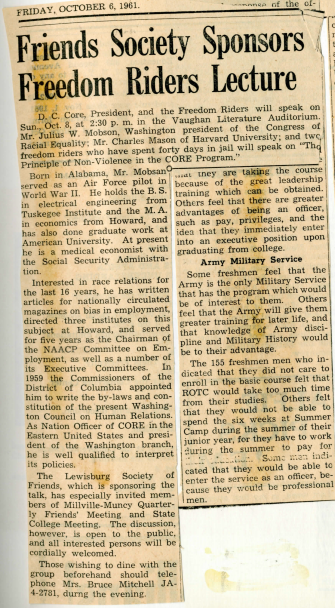 FRIDAY, OCTOBER 6, 1961.
response of the of-
Friends Society Sponsors
Freedom Riders Lecture
D. C. Core, President, and the Freedom Riders will speak on
Sun., Oct. 8, at 2:30 p. m. in the Vaughan Literature Auditorium.
Mr. Julius W. Mobson, Washington president of the Congress of
Racial Equality; Mr. Charles Mason of Harvard University; and two
freedom riders who have spent forty days in jail will speak on "The
Principle of Non-Violence in the CORE Program."
Born in Alabama, Mr. Mobsan
served as an Air Force pilot in
World War II. He holds the B. S.
in electrical engineering from
Tuskegee Institute and the M. A.
in economics from Howard, and
has also done graduate work at
American University. At present
he is a medical economist with
the Social Security Administra-
tion.
Interested in race relations for
the last 16 years, he has written
articles for nationally circulated
magazines on bias in employment,
directed three institutes on this
subject at Howard, and served
for five years as the Chairman of
the NAACP Committee on Em-
ployment, as well as a number of
its Executive Committees. In
1959 the Commissioners of the
District of Columbia appointed
him to write the by-laws and con-
stitution of the present Washing-
ton Council on Human Relations.
As Nation Officer of CORE in the
Eastern United States and presi-
dent of the Washington branch,
he is well qualified to interpret
its policies.
The Lewisburg Society of
Friends, which is sponsoring the
talk, has especially invited mem-
bers of Millville-Muncy Quarter-
ly Friends' Meeting and State
College Meeting. The discussion,
however, is open to the public,
and all interested persons will be
cordially welcomed.
Those wishing to dine with the
group beforehand should tele-
phone Mrs. Bruce Mitchell JA-
4-2781, durng the evening.
that they are taking the course
because of the great leadership
training which can be obtained.
Others feel that there are greater
advantages of being an officer,
such as pay, privileges, and the
idea that they immediately enter
into an executive position upon
graduating from college.
Army Military Service
Some freshmen feel that the
Army is the only Military Service
that has the program which would
be of interest to them. Others
feel that the Army will give them
greater training for later life, and
that knowledge of Army disci-
pline and Military History would
be to their advantage.
The 155 freshmen men who in-
dicated that they did not care to
enroll in the basic course felt that
ROTC would take too much time
from their studies. Others felt
that they would not be able to
spend the six weeks at Summer
Camp during the summer of their
junior year, for they have to work
during the summer to pay for
Some men indi-
cated that they would be able to
enter the service as an officer, be-
cause they would be professional
men.